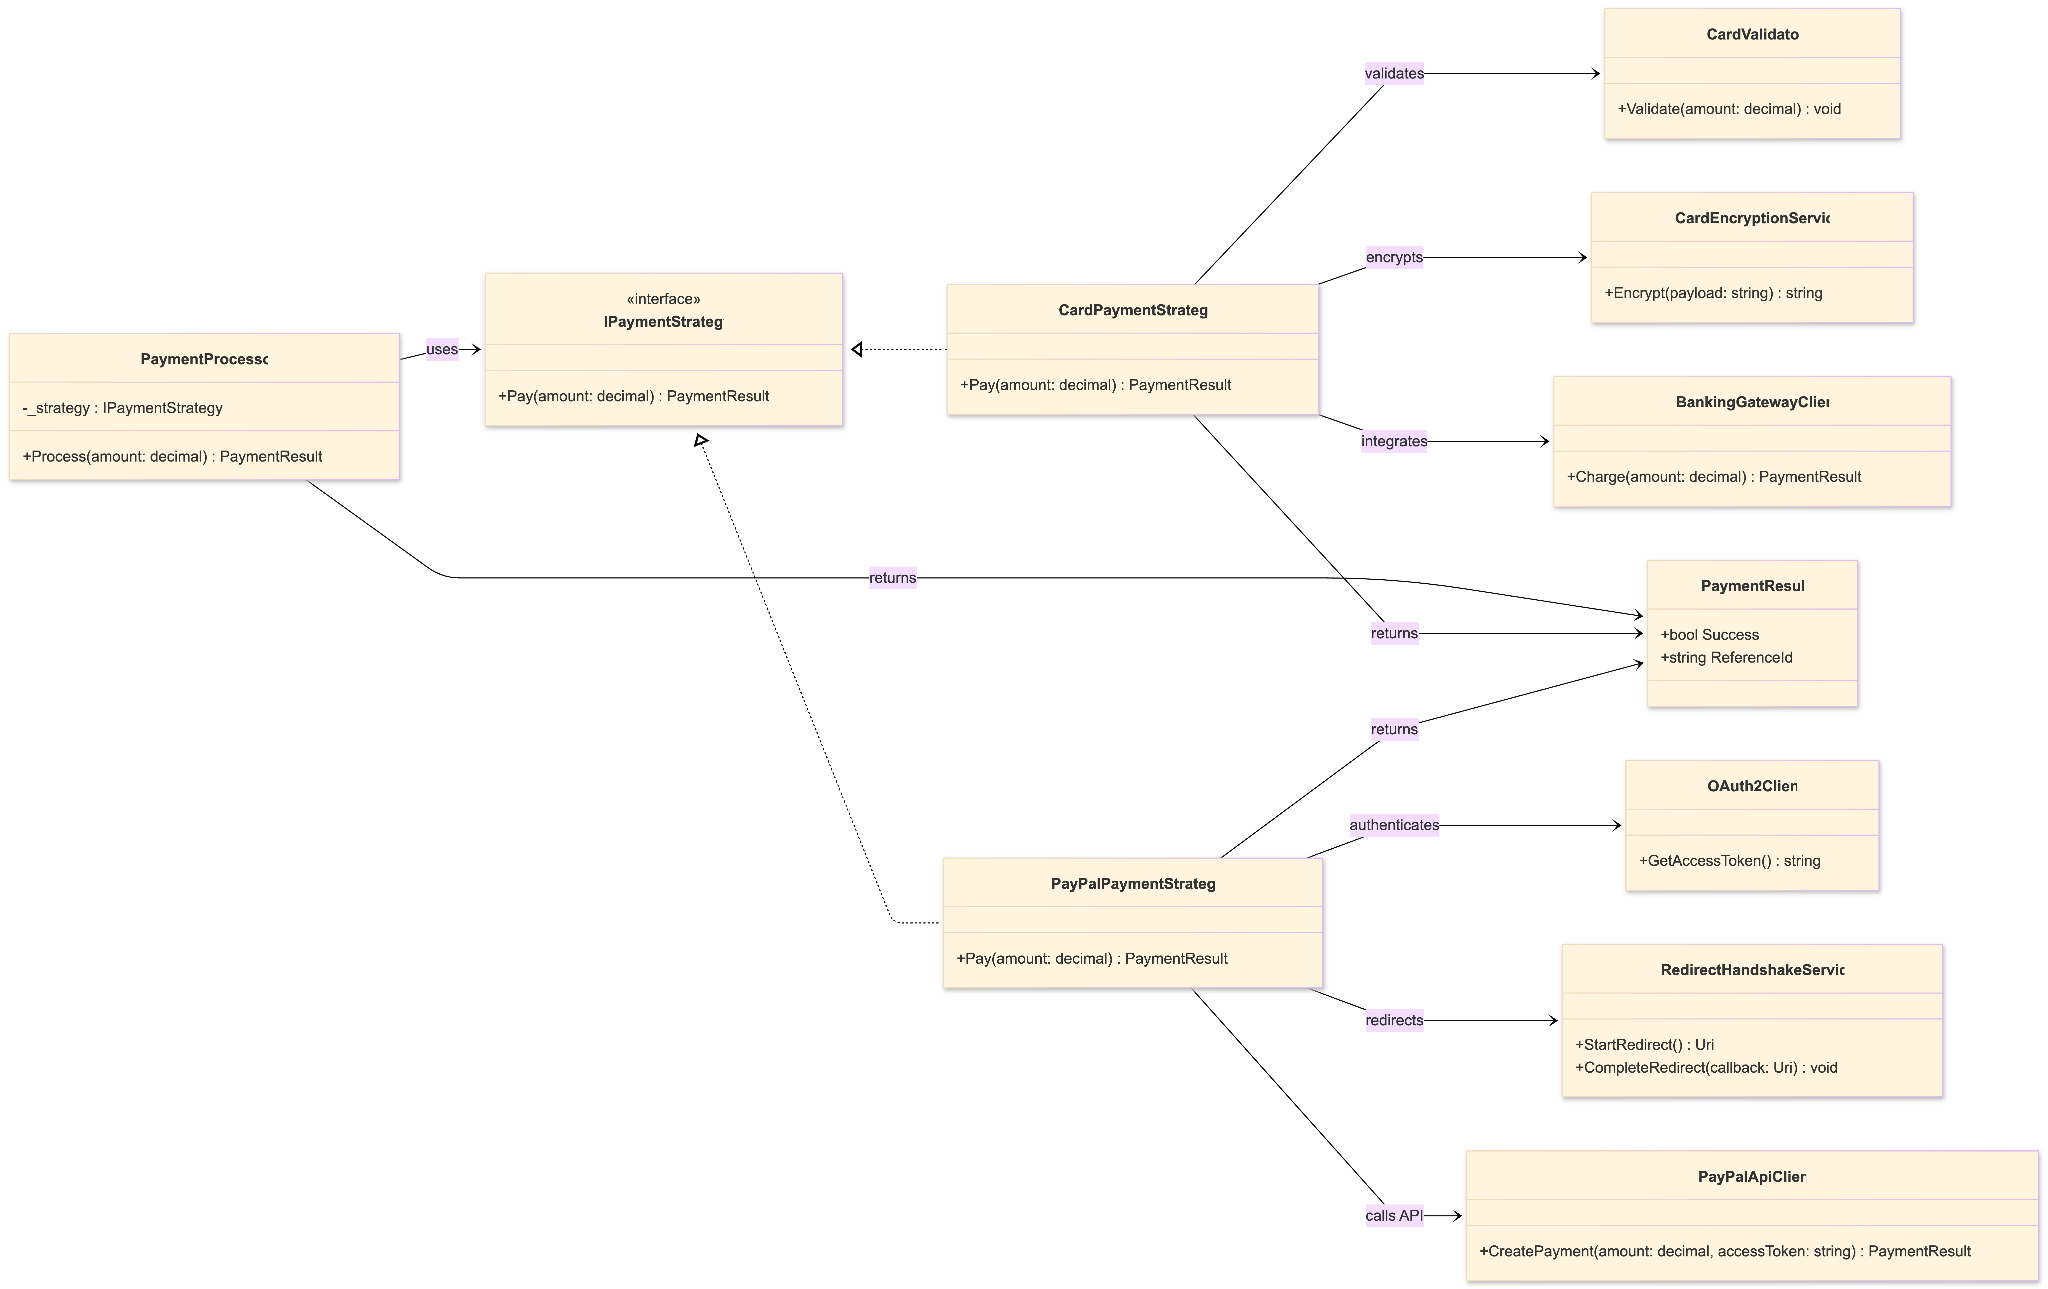 PaymentProcessc
-_strategy : IPaymentStrategy
+Process(amount: decimal) : PaymentResult
uses
«interface»
IPaymentStrateg
+Pay(amount: decimal) : PaymentResult
CardPaymentStrateg
+Pay(amount: decimal) : PaymentResult
validates
encrypts
integrates
returns
returns
returns
CardValidato
+Validate(amount: decimal) : void
CardEncryptionServic
+Encrypt(payload: string) : string
BankingGatewayClien
+Charge(amount: decimal) : PaymentResult
PaymentResul
+bool Success
+string ReferenceId
PayPalPaymentStrateg
+Pay(amount: decimal) : PaymentResult
authenticates
redirects
calls API
OAuth2Clien
+GetAccessToken() : string
RedirectHandshakeServic
+StartRedirect() : Uri
+CompleteRedirect(callback: Uri) : void
PayPalApiClien
+CreatePayment(amount: decimal, accessToken: string) : PaymentResult